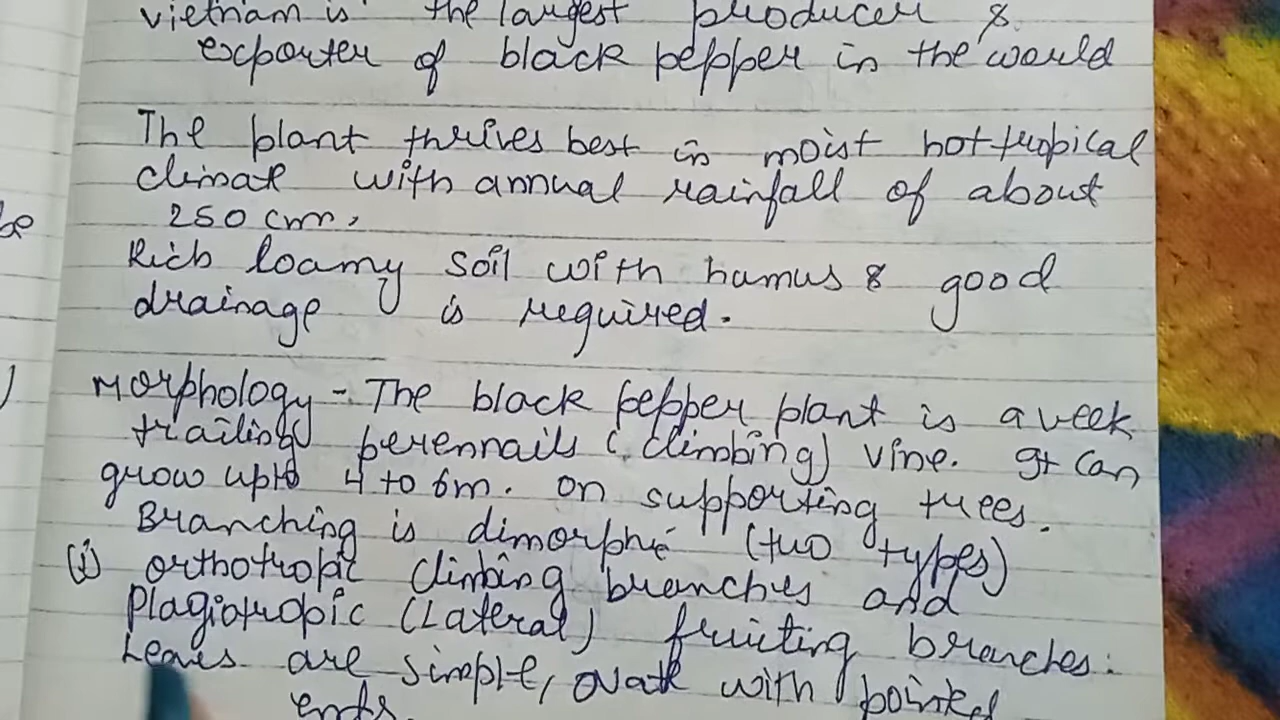 vietnam is the largest producer &
exporter of black pepper in the world
The plant thrives best in moist hot tropical
climate with annual rainfall of about
be
250 cm.
Rich loamy soil with humus & good
drainage is required.
Morphology - The black pepper plant is a week
trailing perennails (climbing) vine. It can
grow upto 4 to 6m. on supporting trees.
Branching is dimorphic (two types)
(i) orthotropic climbing branches and
Plagiotropic (Lateral) fruiting branches.
Leaves are simple, ovate with pointed
ends.